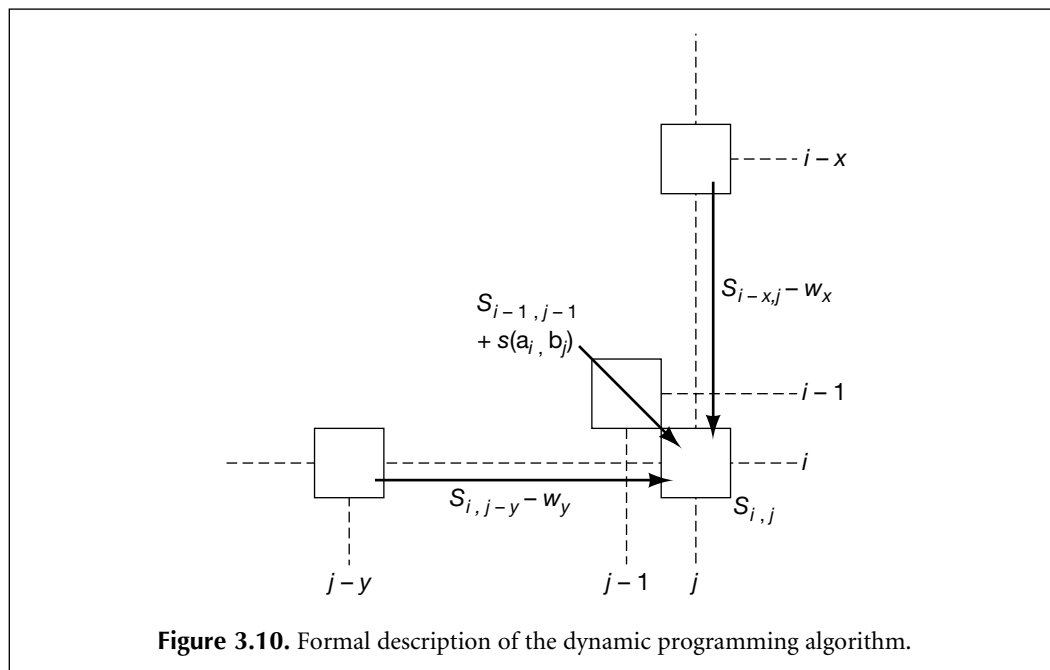 i – x
S_{i – x, j} – w_x
S_{i – 1 , j – 1}
+ s(a_i , b_j)
i – 1
i
S_{i , j – y} – w_y
S_{i , j}
j – y
j – 1
j
Figure 3.10. Formal description of the dynamic programming algorithm.